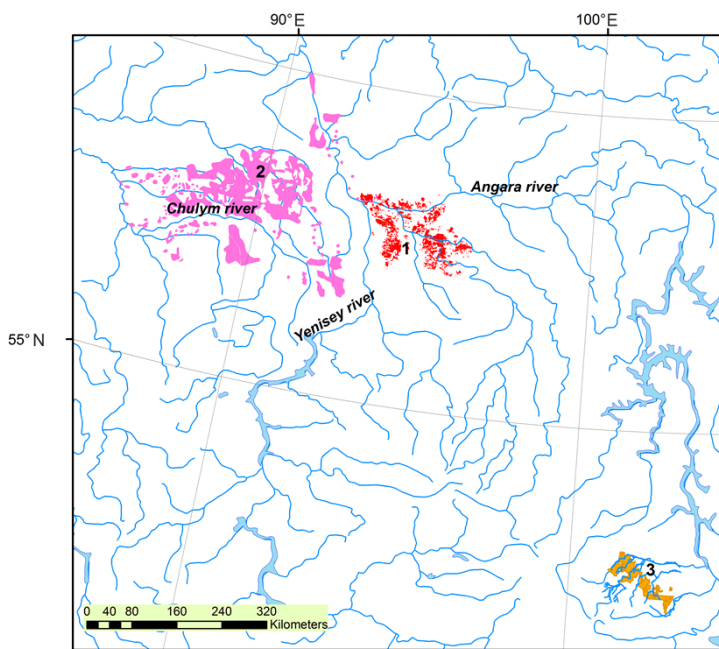 90°E
100°E
2
Angara river
Chulym river
1
Yenisey river
55° N
3
0 40 80 160 240 320
Kilometers